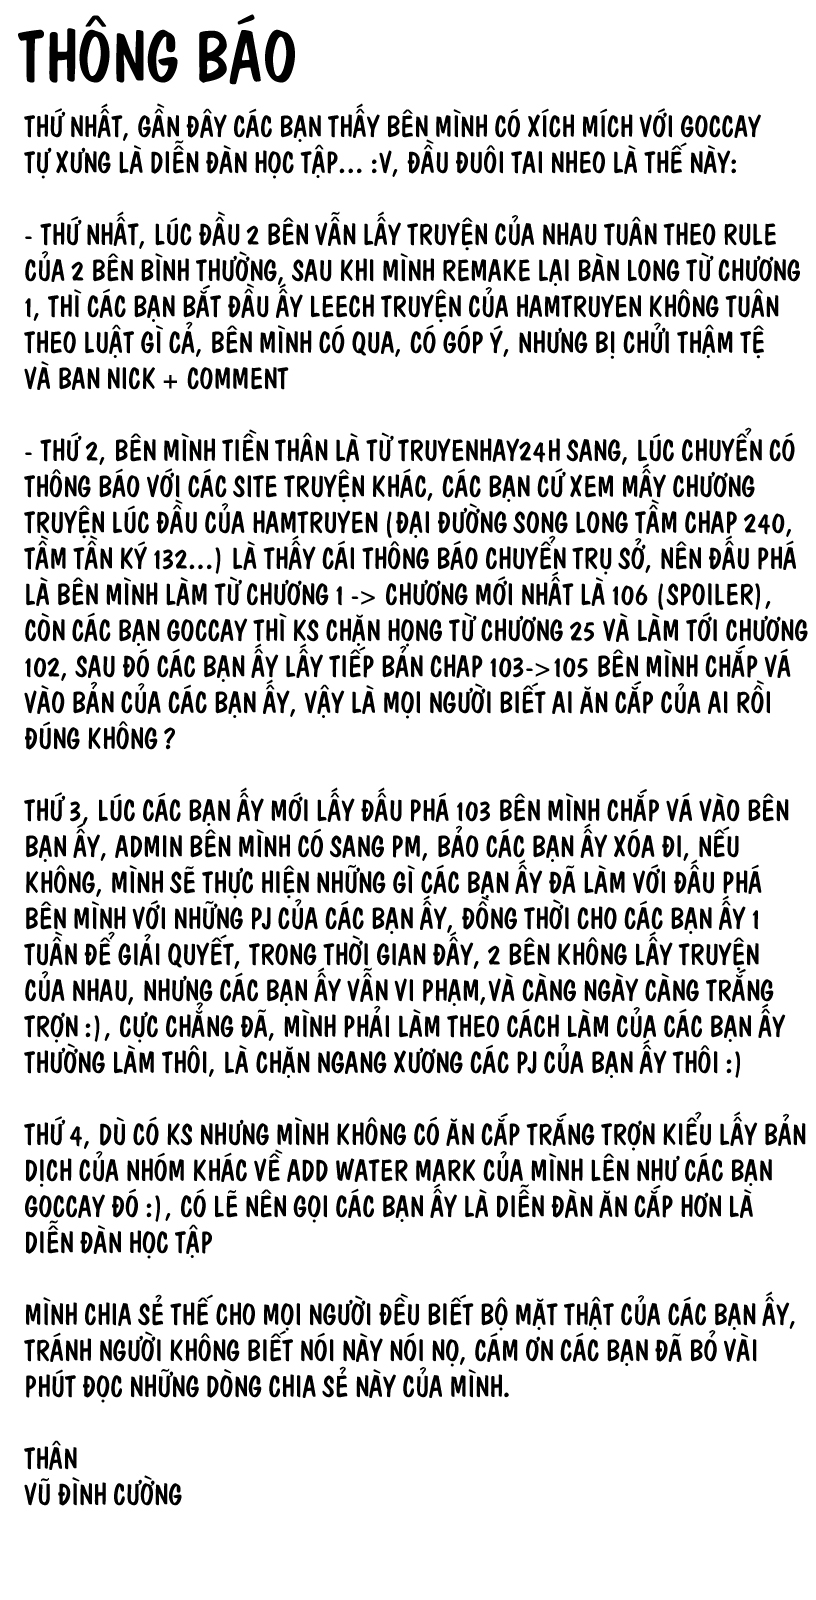 THÔNG BÁO
THỨ NHẤT, GẦN ĐÂY CÁC BẠN THẤY BÊN MÌNH CÓ XÍCH MÍCH VỚI GOCCAY
TỰ XƯNG LÀ DIỄN ĐÀN HỌC TẬP... :V, ĐẦU ĐUÔI TAI NHEO LÀ THẾ NÀY:
- THỨ NHẤT, LÚC ĐẦU 2 BÊN VẪN LẤY TRUYỆN CỦA NHAU TUÂN THEO RULE
CỦA 2 BÊN BÌNH THƯỜNG, SAU KHI MÌNH REMAKE LẠI BÀN LONG TỪ CHƯƠNG
1, THÌ CÁC BẠN BẮT ĐẦU ẤY LEECH TRUYỆN CỦA HAMTRUYEN KHÔNG TUÂN
THEO LUẬT GÌ CẢ, BÊN MÌNH CÓ QUA, CÓ GÓP Ý, NHƯNG BỊ CHỬI THẬM TỆ
VÀ BAN NICK + COMMENT
- THỨ 2, BÊN MÌNH TIỀN THÂN LÀ TỪ TRUYENHAY24H SANG, LÚC CHUYỂN CÓ
THÔNG BÁO VỚI CÁC SITE TRUYỆN KHÁC, CÁC BẠN CỨ XEM MẤY CHƯƠNG
TRUYỆN LÚC ĐẦU CỦA HAMTRUYEN (ĐẠI ĐƯỜNG SONG LONG TẦM CHAP 240,
TẦM TẦN KÝ 132...) LÀ THẤY CÁI THÔNG BÁO CHUYỂN TRỤ SỞ, NÊN ĐẤU PHÁ
LÀ BÊN MÌNH LÀM TỪ CHƯƠNG 1 -> CHƯƠNG MỚI NHẤT LÀ 106 (SPOILER),
CÒN CÁC BẠN GOCCAY THÌ KS CHẶN HỌNG TỪ CHƯƠNG 25 VÀ LÀM TỚI CHƯƠNG
102, SAU ĐÓ CÁC BẠN ẤY LẤY TIẾP BẢN CHAP 103->105 BÊN MÌNH CHẮP VÁ
VÀO BẢN CỦA CÁC BẠN ẤY, VẬY LÀ MỌI NGƯỜI BIẾT AI ĂN CẮP CỦA AI RỒI
ĐÚNG KHÔNG ?
THỨ 3, LÚC CÁC BẠN ẤY MỚI LẤY ĐẤU PHÁ 103 BÊN MÌNH CHẮP VÁ VÀO BÊN
BẠN ẤY, ADMIN BÊN MÌNH CÓ SANG PM, BẢO CÁC BẠN ẤY XÓA ĐI, NẾU
KHÔNG, MÌNH SẼ THỰC HIỆN NHỮNG GÌ CÁC BẠN ẤY ĐÃ LÀM VỚI ĐẤU PHÁ
BÊN MÌNH VỚI NHỮNG PJ CỦA CÁC BẠN ẤY, ĐỒNG THỜI CHO CÁC BẠN ẤY 1
TUẦN ĐỂ GIẢI QUYẾT, TRONG THỜI GIAN ĐẤY, 2 BÊN KHÔNG LẤY TRUYỆN
CỦA NHAU, NHƯNG CÁC BẠN ẤY VẪN VI PHẠM,VÀ CÀNG NGÀY CÀNG TRẮNG
TRỢN :), CỰC CHẲNG ĐÃ, MÌNH PHẢI LÀM THEO CÁCH LÀM CỦA CÁC BẠN ẤY
THƯỜNG LÀM THÔI, LÀ CHẶN NGANG XƯƠNG CÁC PJ CỦA BẠN ẤY THÔI :)
THỨ 4, DÙ CÓ KS NHƯNG MÌNH KHÔNG CÓ ĂN CẮP TRẮNG TRỢN KIỂU LẤY BẢN
DỊCH CỦA NHÓM KHÁC VỀ ADD WATER MARK CỦA MÌNH LÊN NHƯ CÁC BẠN
GOCCAY ĐÓ :), CÓ LẼ NÊN GỌI CÁC BẠN ẤY LÀ DIỄN ĐÀN ĂN CẮP HƠN LÀ
DIỄN ĐÀN HỌC TẬP
MÌNH CHIA SẺ THẾ CHO MỌI NGƯỜI ĐỀU BIẾT BỘ MẶT THẬT CỦA CÁC BẠN ẤY,
TRÁNH NGƯỜI KHÔNG BIẾT NÓI NÀY NÓI NỌ, CÁM ƠN CÁC BẠN ĐÃ BỎ VÀI
PHÚT ĐỌC NHỮNG DÒNG CHIA SẺ NÀY CỦA MÌNH.
THÂN
VŨ ĐÌNH CƯỜNG